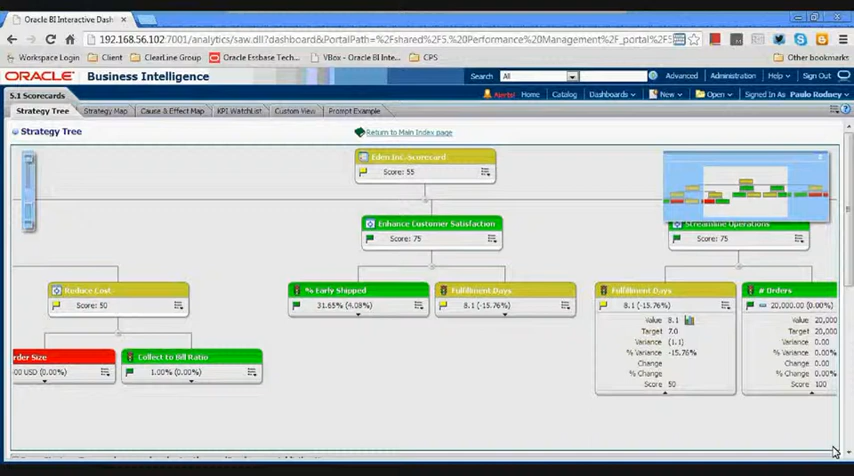 Oracle BI Interactive Dash
192.168.56.102:7001/analytics/saw.dll?dashboard&PortalPath=%2Fshared%2F5.%20Performance%20Management%2F_portal%2F5
Workspace Login
Client
ClearLine Group
Oracle Essbase Tech...
VBox - Oracle BI Inte...
CPS
Other bookmarks
ORACLE Business Intelligence
Search All Advanced Administration Help Sign Out
5.1 Scorecards
Alerts! Home Catalog Dashboards New Open Signed In As Paulo Rodney
Strategy Tree Strategy Map Cause & Effect Map KPI WatchList Custom View Prompt Example
Strategy Tree
Return to Main Index page
Eden Inc. Scorecard
Score: 55
Enhance Customer Satisfaction
Score: 75
Streamline Operations
Score: 75
Reduce Cost
Score: 50
% Early Shipped
31.65% (4.08%)
Fulfillment Days
8.1 (-15.76%)
Fulfillment Days
8.1 (-15.76%)
Value 8.1
Target 7.0
Variance (1.1)
% Variance -15.76%
Change
% Change
Score 50
# Orders
20,000.00 (0.00%)
Value 20,000
Target 20,000
Variance 0.00
% Variance 0.00%
Change 0.00
% Change 0.00%
Score 100
rder Size
00 USD (0.00%)
Collect to Bill Ratio
1.00% (0.00%)